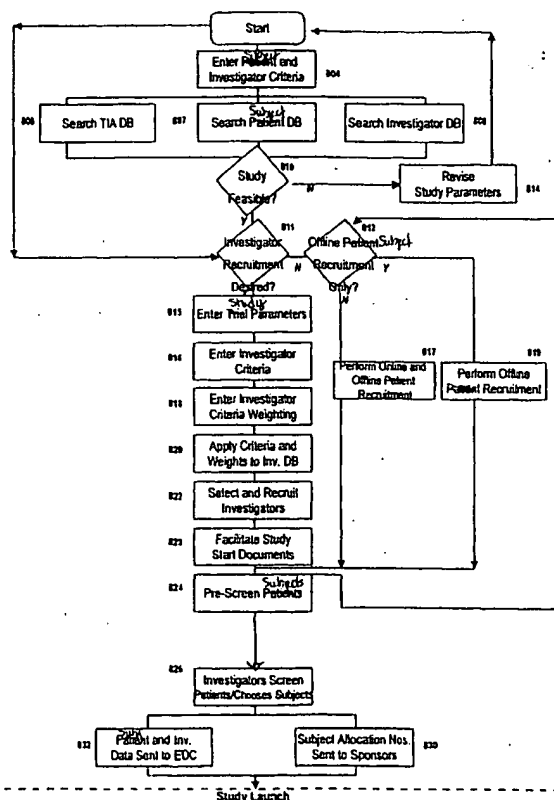 Start
Subject
Enter Patient and
Investigator Criteria
804
806
Search TIA DB
807
Subject
Search Patient DB
Search Investigator DB
808
810
Study
Feasible?
N
Y
Revise
Study Parameters
814
811
Investigator
Recruitment
Desired?
N
812
Offline Patient Subject
Recruitment
Only?
Y
N
815
Study
Enter Trial Parameters
816
Enter Investigator
Criteria
817
Perform Online and
Offline Patient
Recruitment
819
Perform Offline
Patient Recruitment
818
Enter Investigator
Criteria Weighting
820
Apply Criteria and
Weights to Inv. DB
822
Select and Recruit
Investigators
823
Facilitate Study
Start Documents
824
Subjects
Pre-Screen Patients
826
Investigators Screen
Patients/Chooses Subjects
832
Subj
Patient and Inv.
Data Sent to EDC
Subject Allocation Nos.
Sent to Sponsors
830
Study Launch